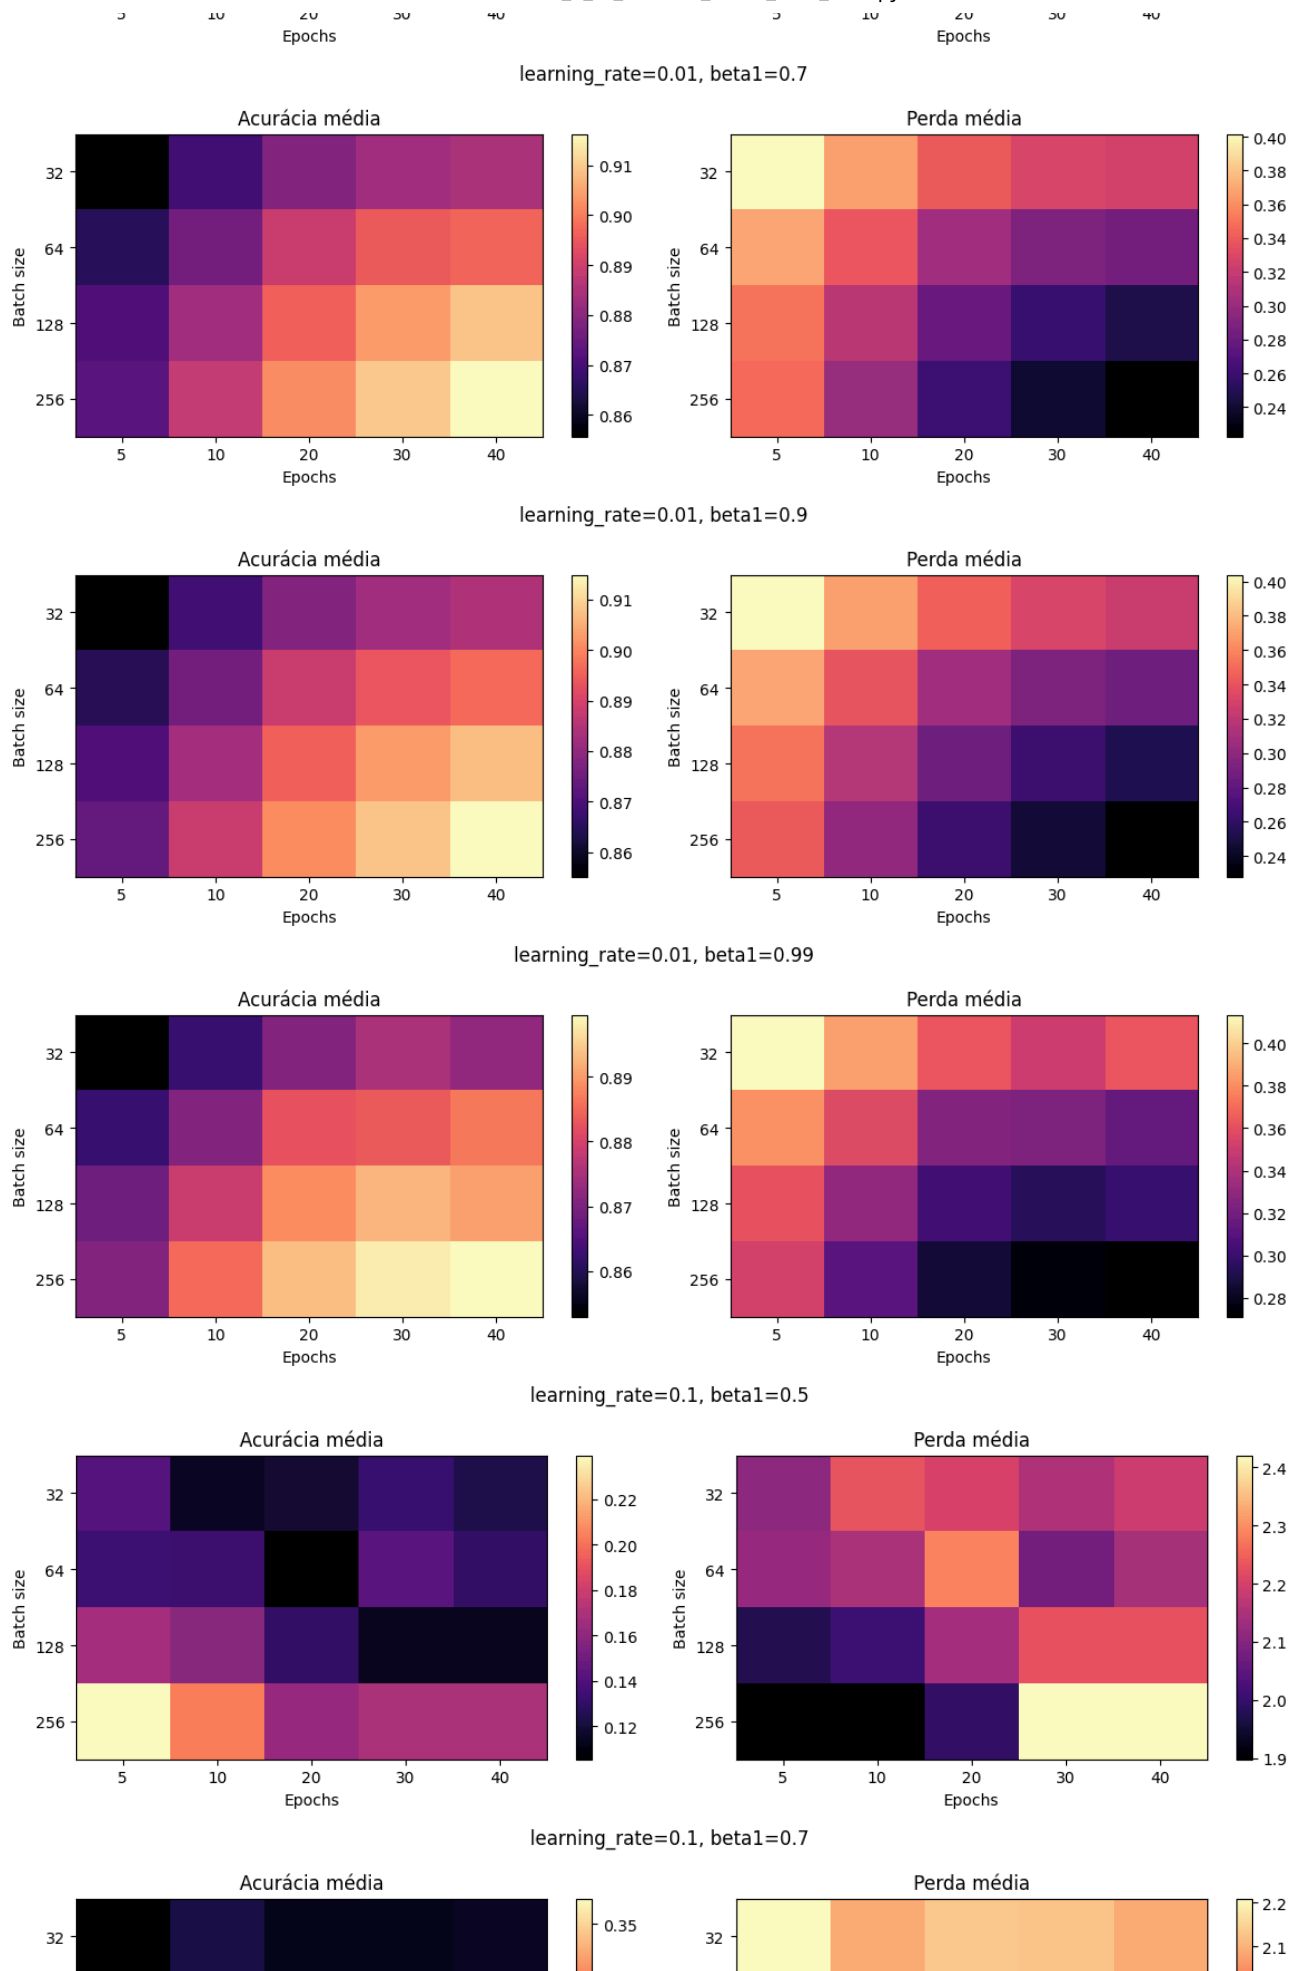 Epochs
Epochs
learning_rate=0.01, beta1=0.7
Acurácia média
Perda média
Batch size
32
64
128
256
5 10 20 30 40
Epochs
0.91
0.90
0.89
0.88
0.87
0.86
Batch size
32
64
128
256
5 10 20 30 40
Epochs
0.40
0.38
0.36
0.34
0.32
0.30
0.28
0.26
0.24
learning_rate=0.01, beta1=0.9
Acurácia média
Perda média
Batch size
32
64
128
256
5 10 20 30 40
Epochs
0.91
0.90
0.89
0.88
0.87
0.86
Batch size
32
64
128
256
5 10 20 30 40
Epochs
0.40
0.38
0.36
0.34
0.32
0.30
0.28
0.26
0.24
learning_rate=0.01, beta1=0.99
Acurácia média
Perda média
Batch size
32
64
128
256
5 10 20 30 40
Epochs
0.89
0.88
0.87
0.86
Batch size
32
64
128
256
5 10 20 30 40
Epochs
0.40
0.38
0.36
0.34
0.32
0.30
0.28
learning_rate=0.1, beta1=0.5
Acurácia média
Perda média
Batch size
32
64
128
256
5 10 20 30 40
Epochs
0.22
0.20
0.18
0.16
0.14
0.12
Batch size
32
64
128
256
5 10 20 30 40
Epochs
2.4
2.3
2.2
2.1
2.0
1.9
learning_rate=0.1, beta1=0.7
Acurácia média
Perda média
32
0.35
32
2.2
2.1